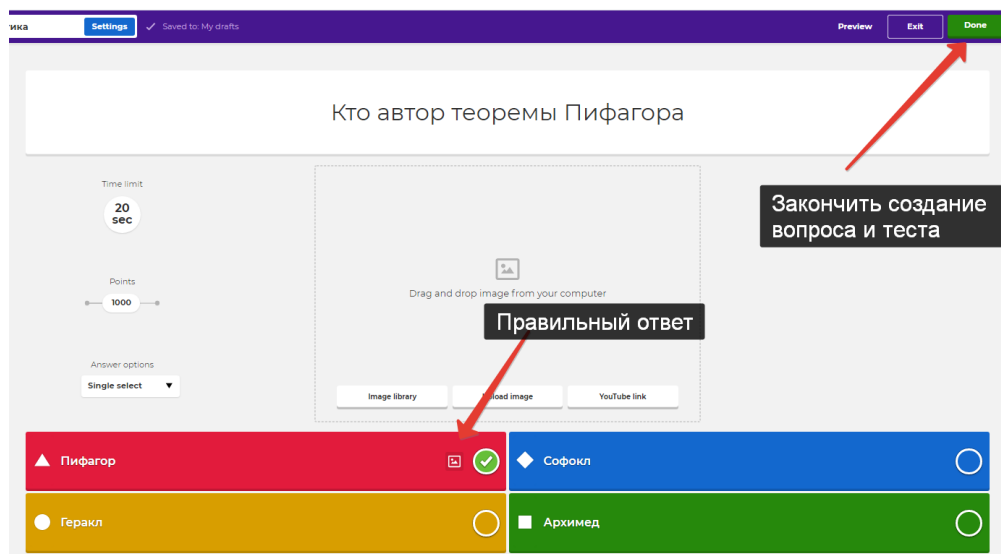 Settings
Saved to: My drafts
Preview
Exit
Done
Кто автор теоремы Пифагора
Time limit
20
sec
Закончить создание
вопроса и теста
Points
1000
Drag and drop image from your computer
Правильный ответ
Answer options
Single select
Image library
image
YouTube link
Пифагор
Софокл
Геракл
Архимед